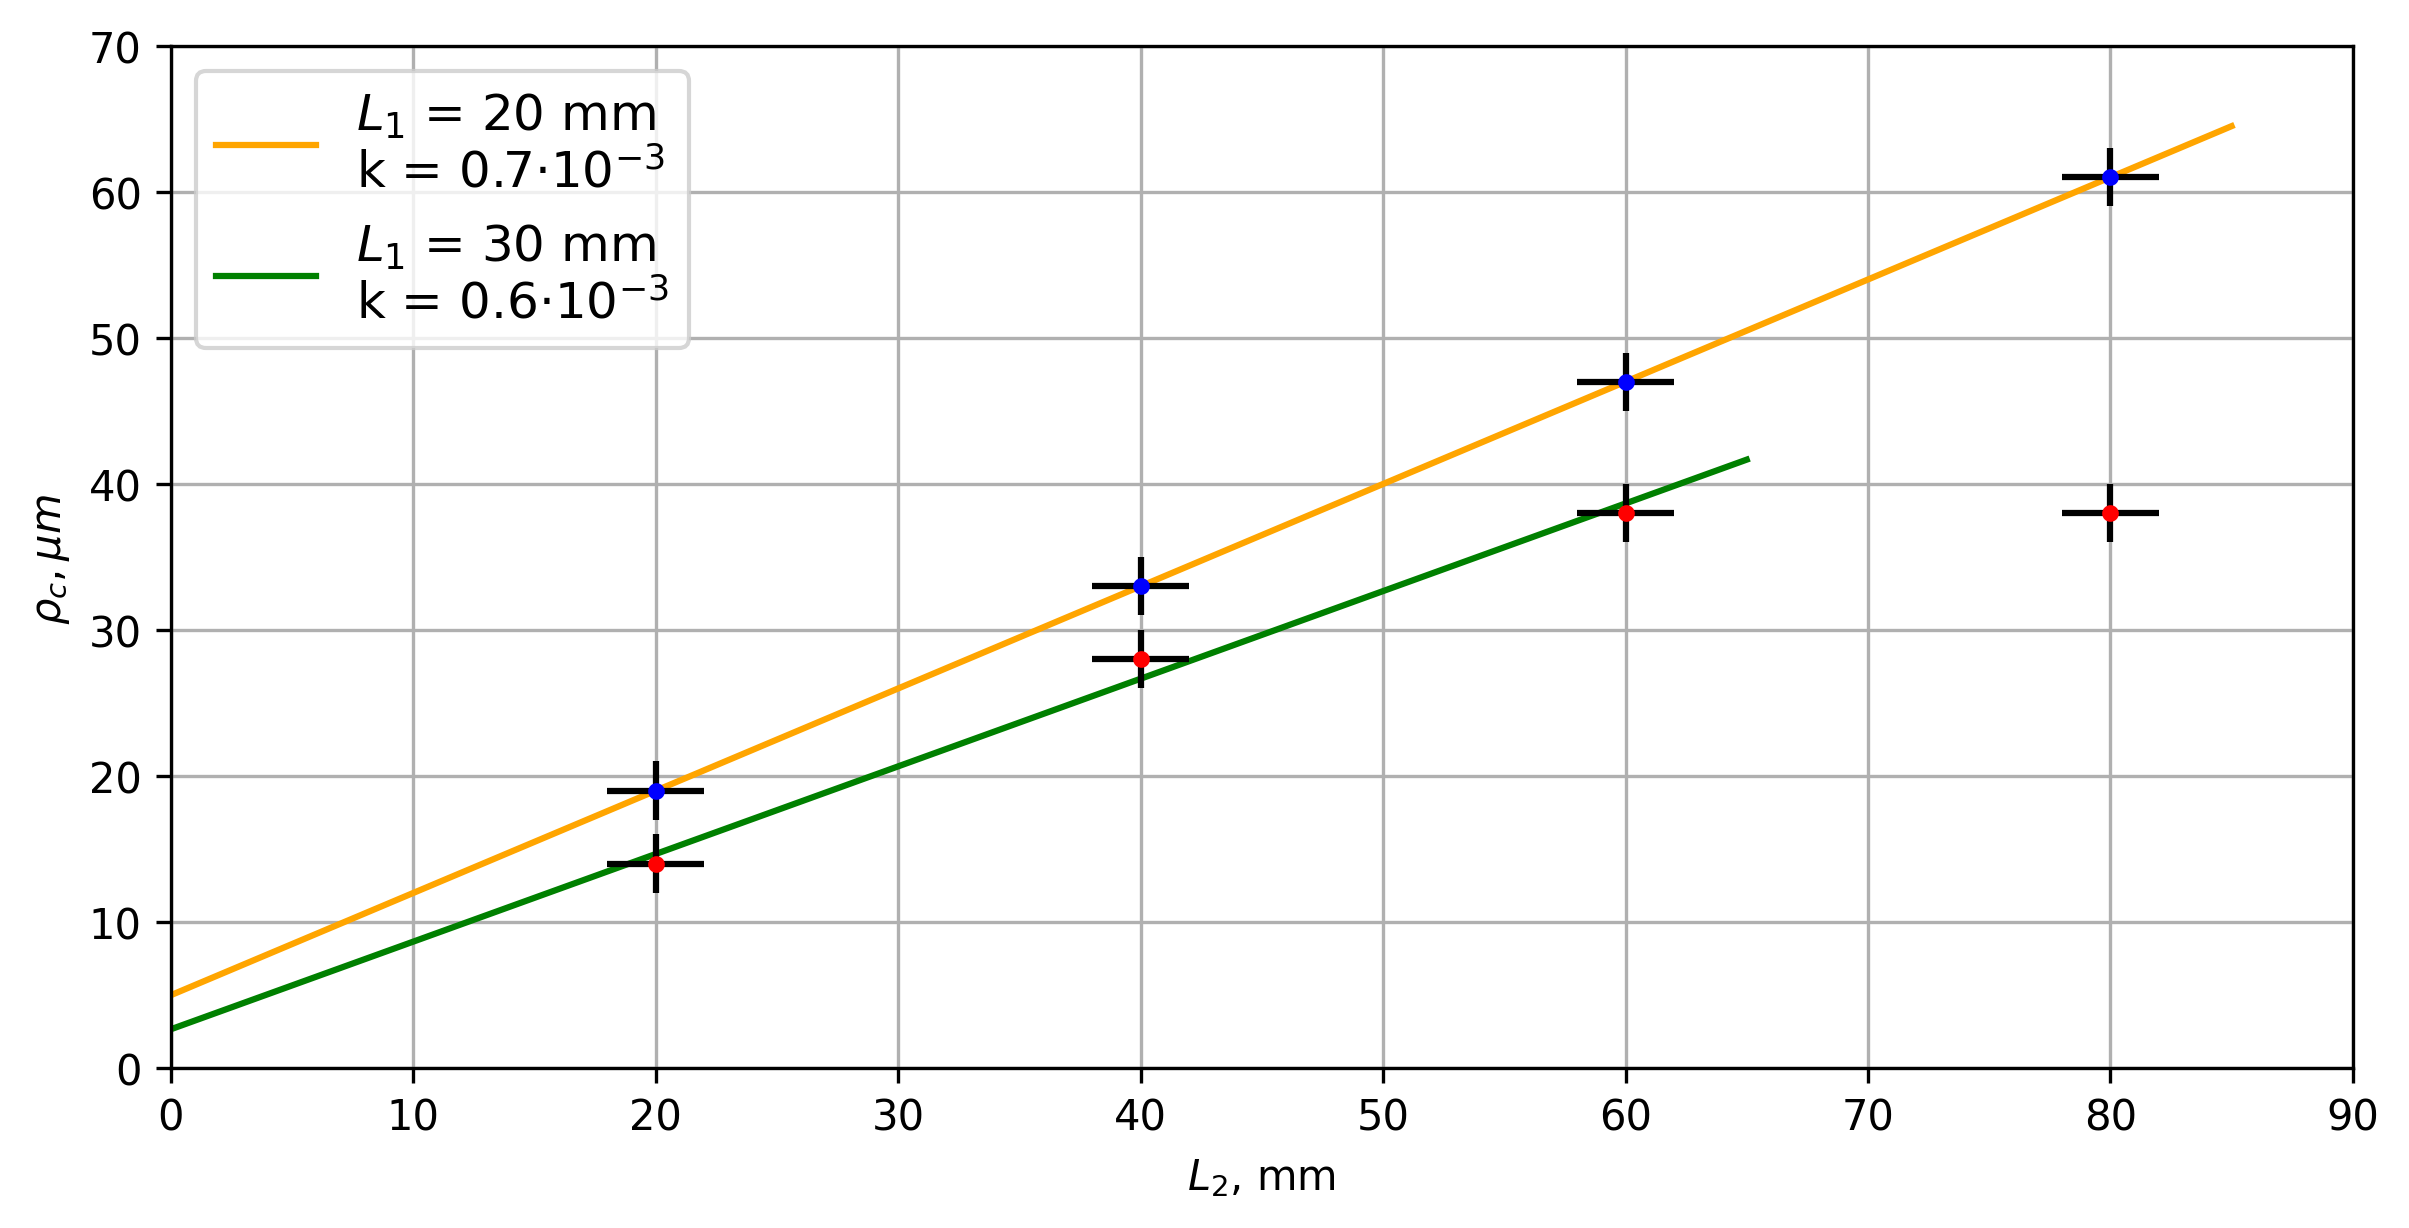 70
60
50
40
30
20
10
0
ρc, μm
L₁ = 20 mm
k = 0.7·10⁻³
L₁ = 30 mm
k = 0.6·10⁻³
0 10 20 30 40 50 60 70 80 90
L₂, mm